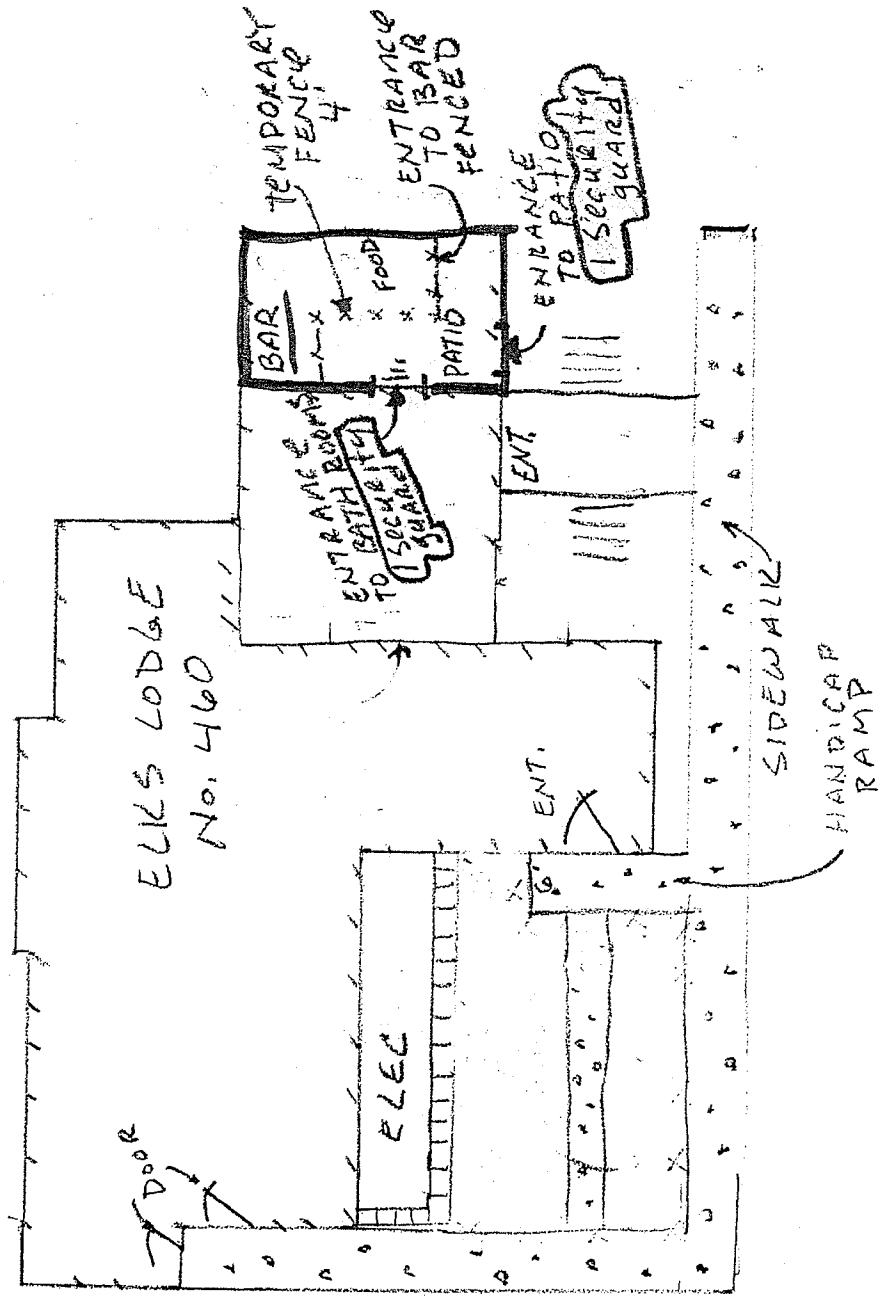 ELKS LODGE
No. 460
DOOR
ELEC
ENT.
6'
HANDICAP
RAMP
SIDEWALK
ENT.
ENTRANCE
TO BATHROOMS
1 Security
guard
BAR
FOOD
PATIO
TEMPORARY
FENCE
4'
ENTRANCE
TO BAR
FENCED
ENRANCE
TO PATIO
1 Security
guard